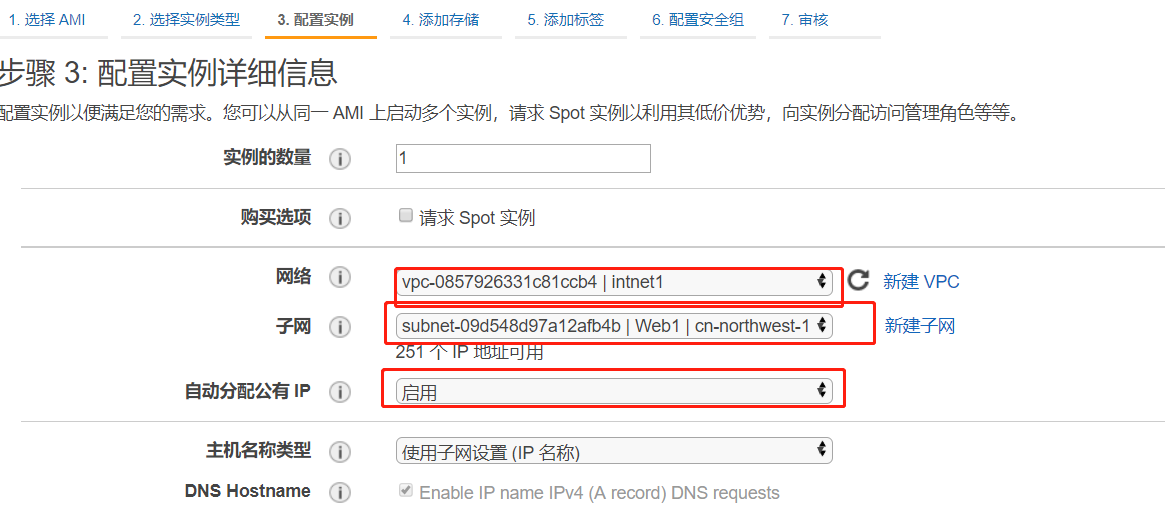 1. 选择 AMI 2. 选择实例类型 3. 配置实例 4. 添加存储 5. 添加标签 6. 配置安全组 7. 审核
步骤 3: 配置实例详细信息
配置实例以便满足您的需求。您可以从同一 AMI 上启动多个实例，请求 Spot 实例以利用其低价优势，向实例分配访问管理角色等等。
实例的数量 i 1
购买选项 i 请求 Spot 实例
网络 i vpc-0857926331c81ccb4 | intnet1 新建 VPC
子网 i subnet-09d548d97a12afb4b | Web1 | cn-northwest-1 新建子网
251 个 IP 地址可用
自动分配公有 IP i 启用
主机名称类型 i 使用子网设置 (IP 名称)
DNS Hostname i Enable IP name IPv4 (A record) DNS requests